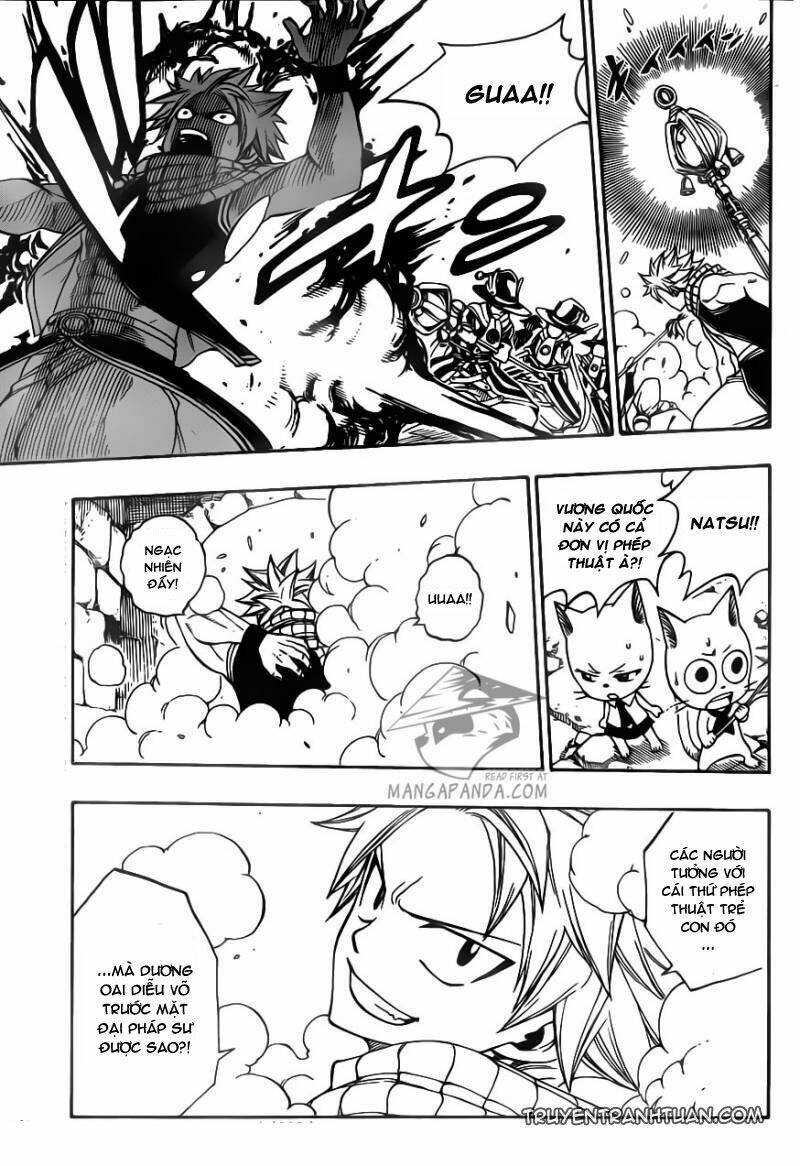 GUAA!!
NATSU!!
VƯƠNG QUỐC
NÀY CÓ CẢ
ĐƠN VỊ PHÉP
THUẬT À?!
UUAA!!
NGẠC
NHIÊN
ĐẤY!
READ FIRST AT
MANGAPANDA.COM
CÁC NGƯỜI
TƯỞNG VỚI
CÁI THỨ PHÉP
THUẬT TRẺ
CON ĐÓ
...
...MÀ DƯƠNG
OAI DIỄU VÕ
TRƯỚC MẶT
ĐẠI PHÁP SƯ
ĐƯỢC SAO?!
TRUYENTRANHTUAN.COM